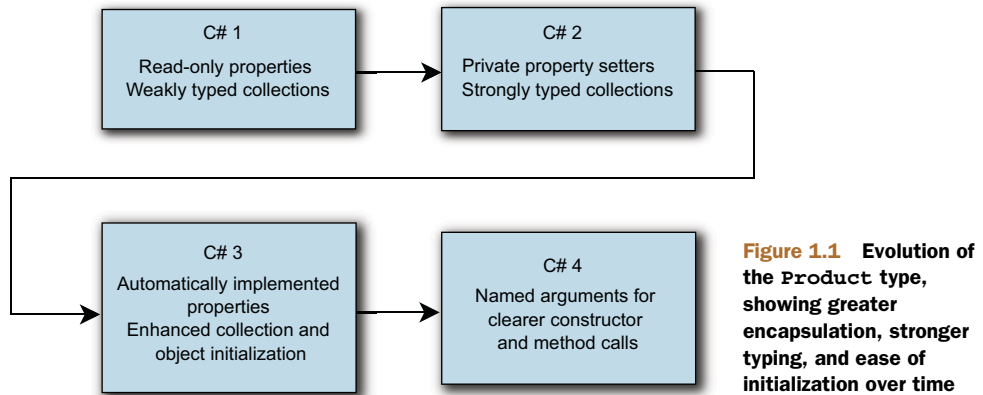 C# 1
Read-only properties
Weakly typed collections
C# 2
Private property setters
Strongly typed collections
C# 3
Automatically implemented
properties
Enhanced collection and
object initialization
C# 4
Named arguments for
clearer constructor
and method calls
Figure 1.1 Evolution of
the Product type,
showing greater
encapsulation, stronger
typing, and ease of
initialization over time